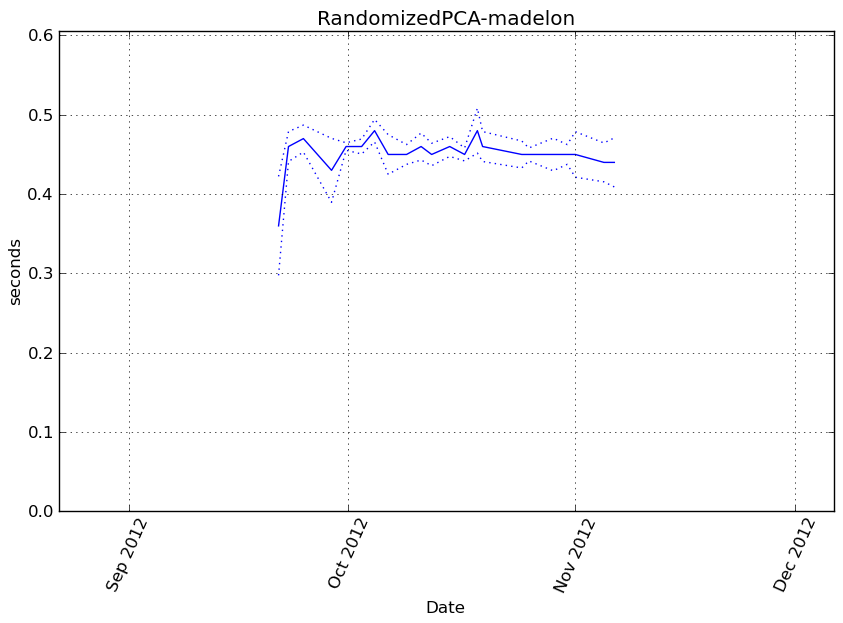 RandomizedPCA-madelon
0.6
0.5
0.4
0.3
0.2
0.1
0.0
seconds
Sep 2012
Oct 2012
Nov 2012
Dec 2012
Date